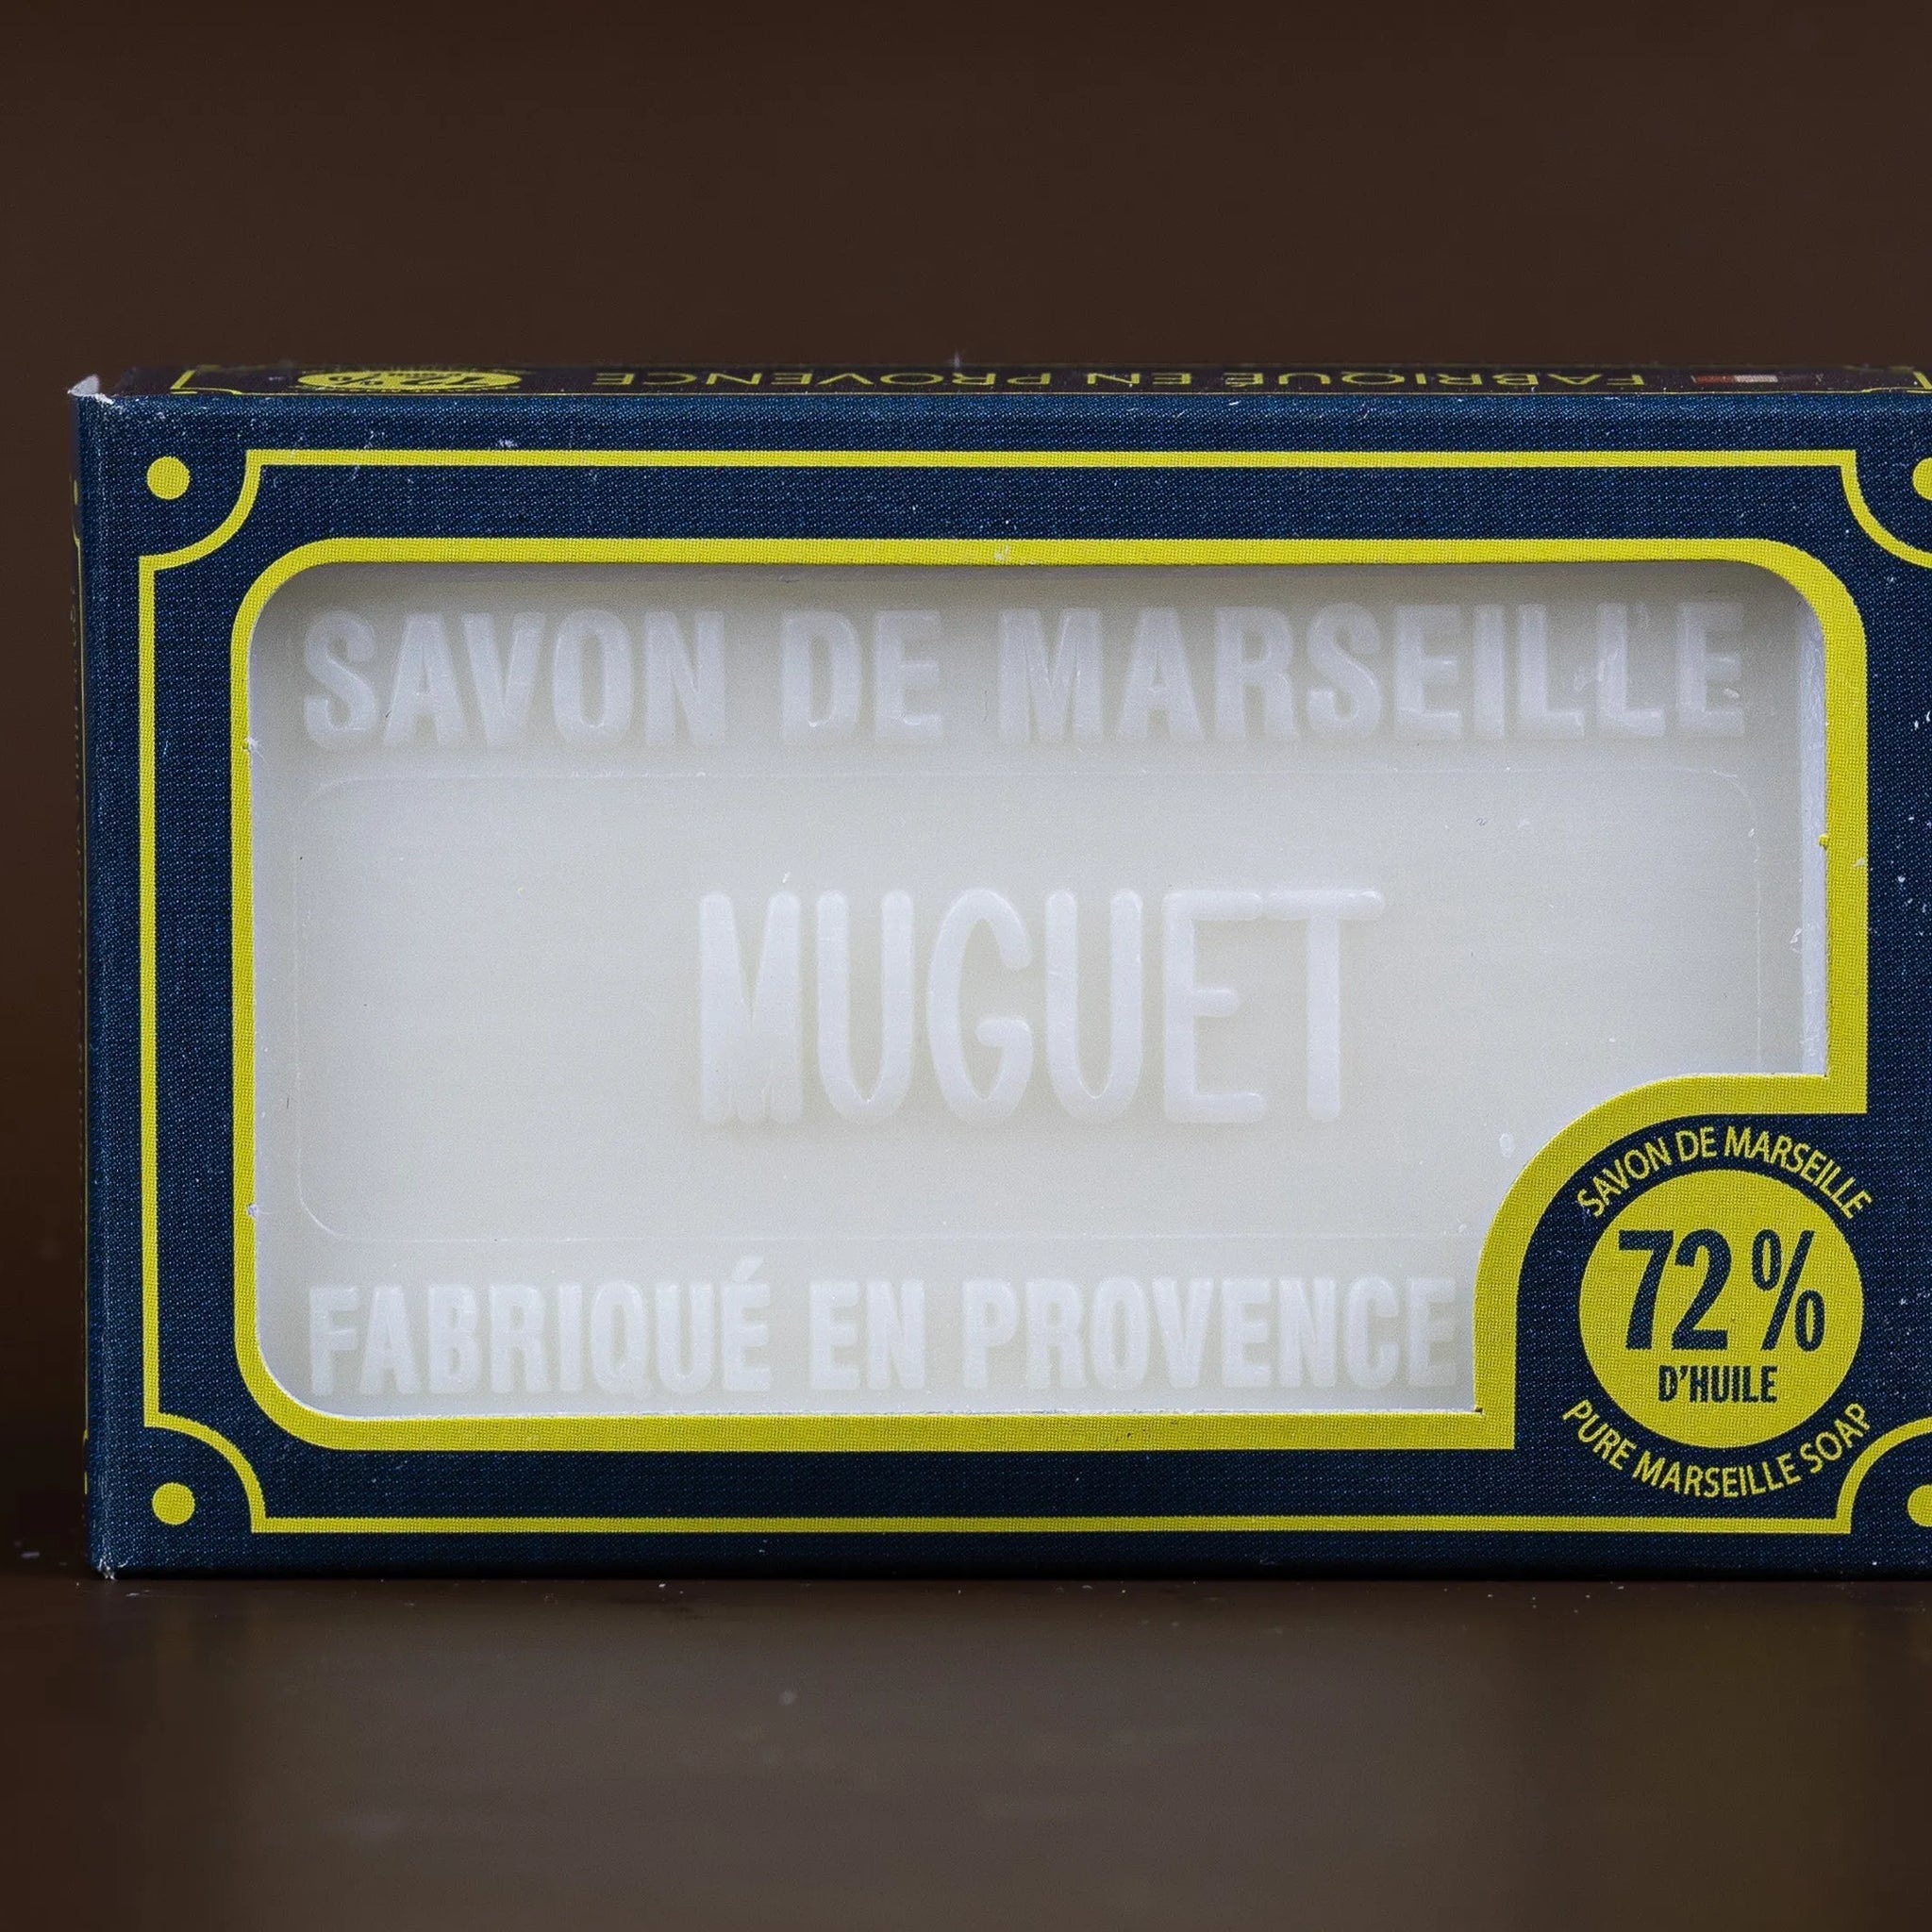 FABRIQUÉ EN PROVENCE
SAVON DE MARSEILLE
MUGUET
FABRIQUÉ EN PROVENCE
SAVON DE MARSEILLE
72%
D'HUILE
PURE MARSEILLE SOAP